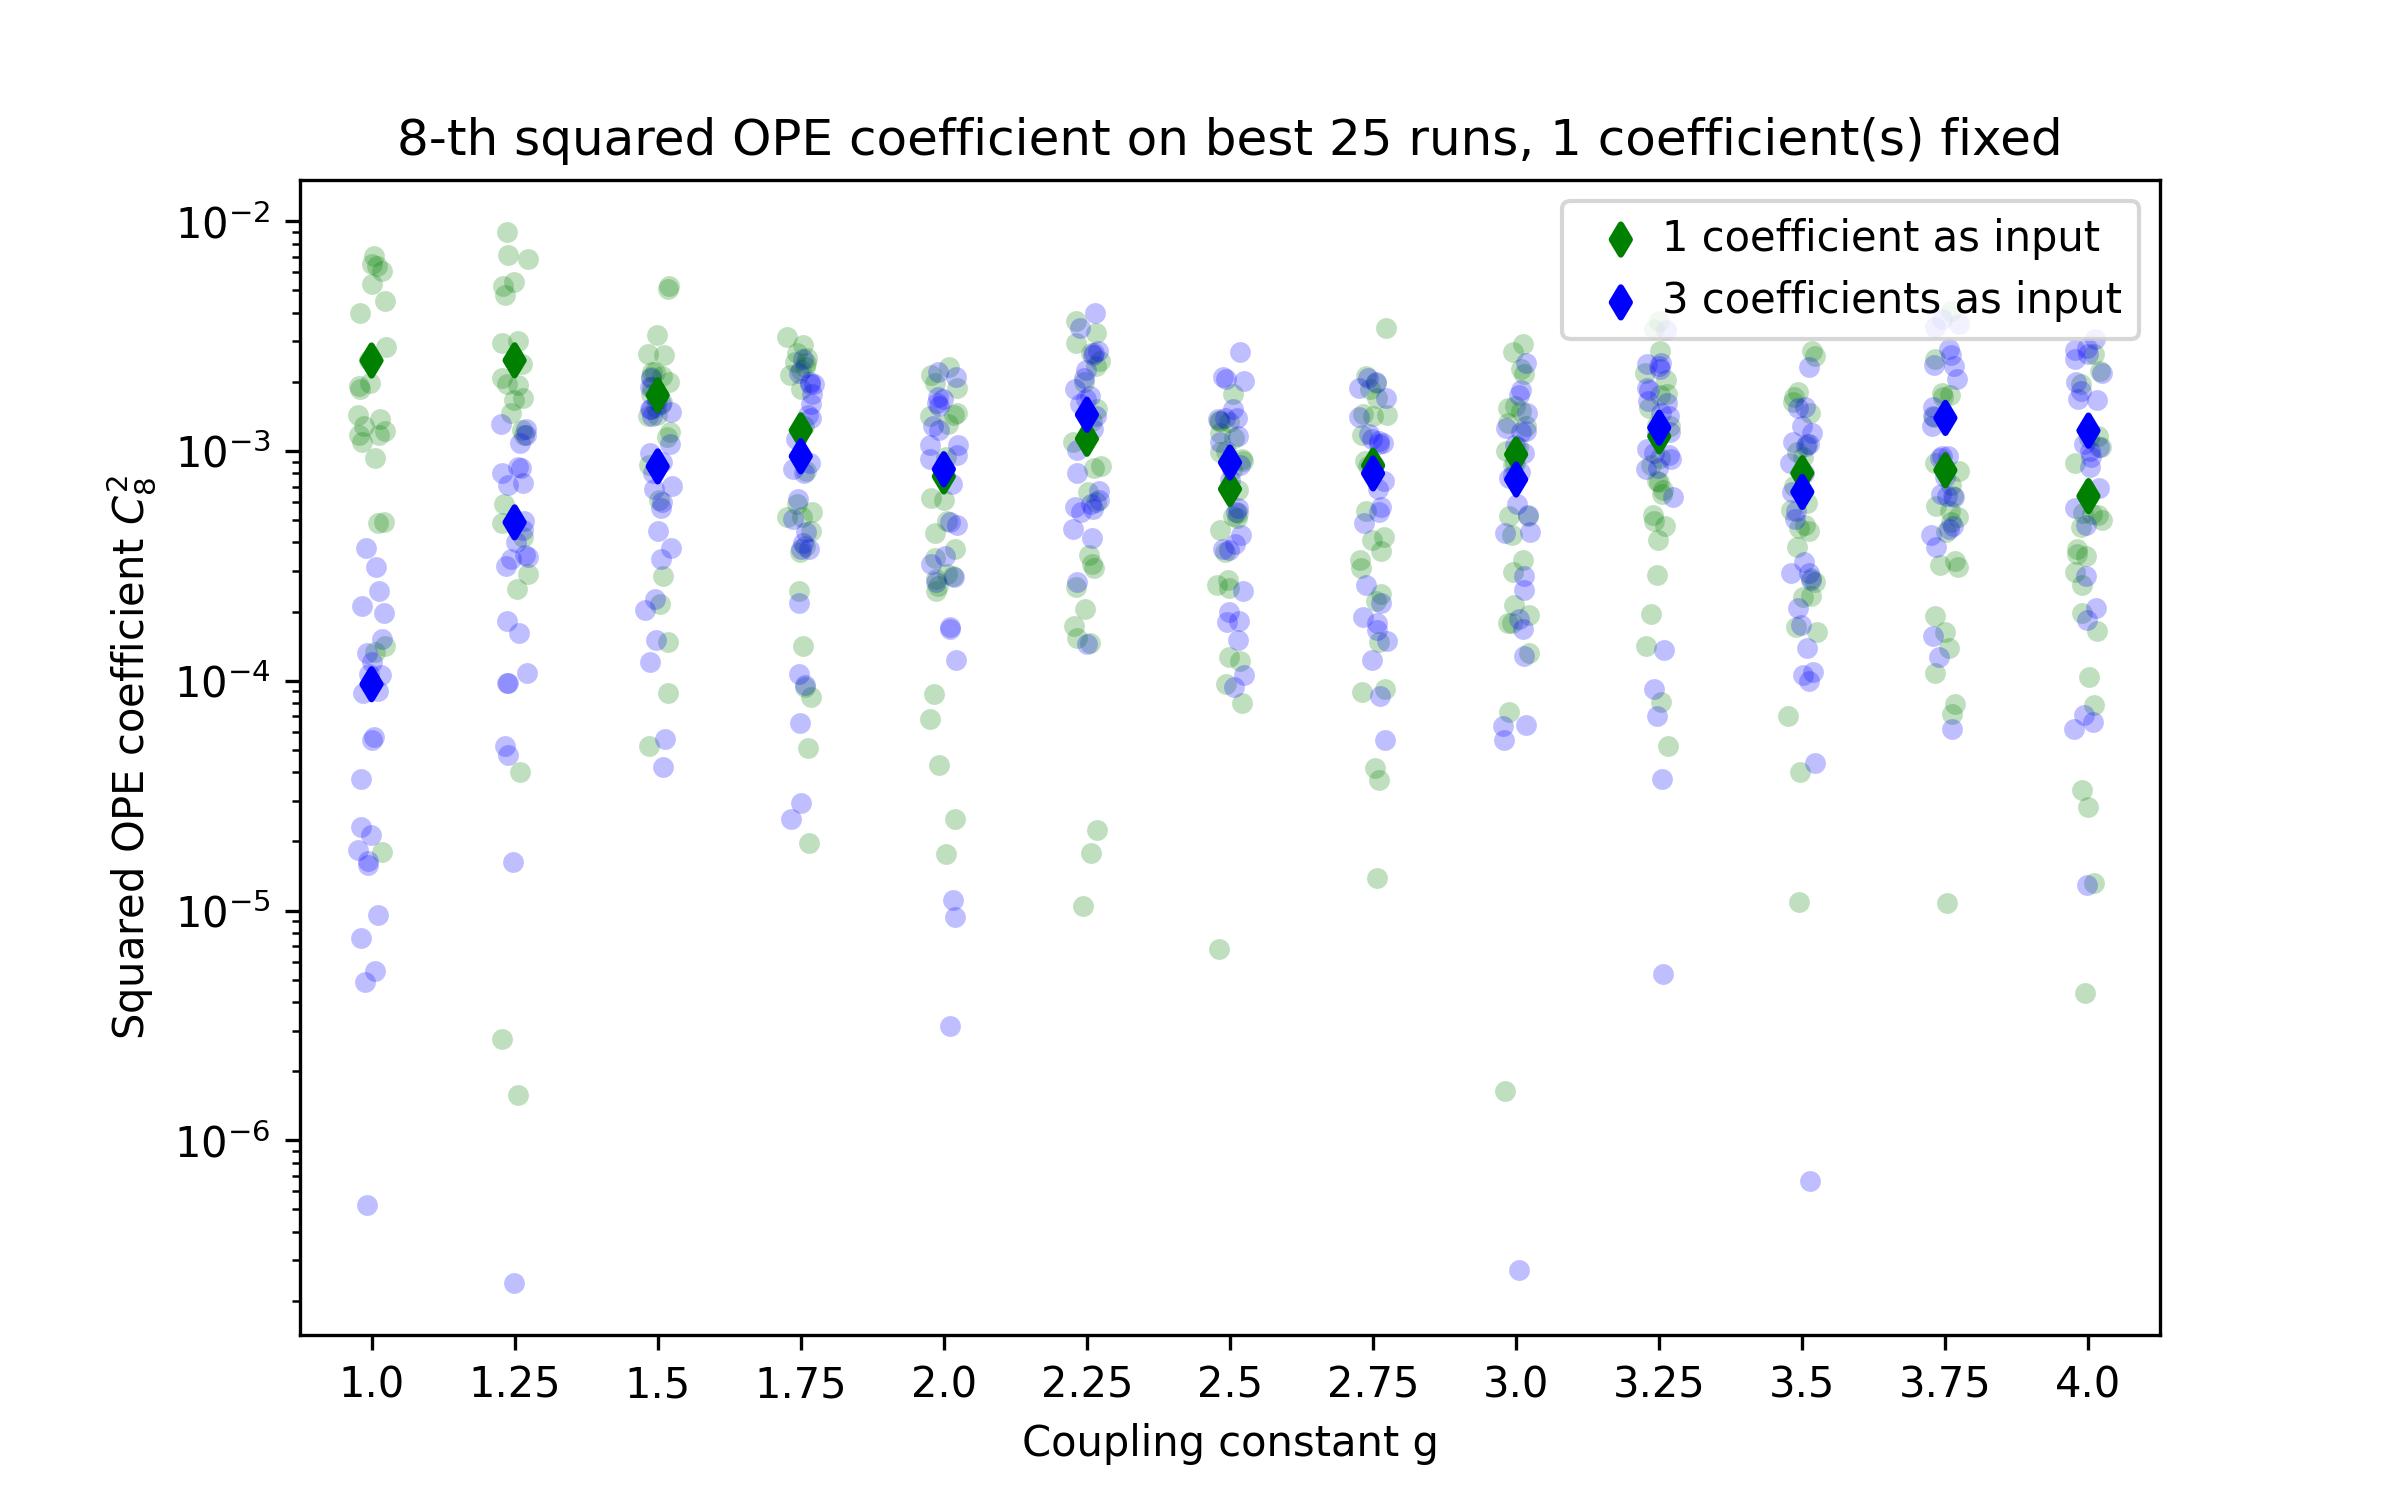 8-th squared OPE coefficient on best 25 runs, 1 coefficient(s) fixed
1 coefficient as input
3 coefficients as input
Squared OPE coefficient $C_8^2$
10⁻²
10⁻³
10⁻⁴
10⁻⁵
10⁻⁶
1.0 1.25 1.5 1.75 2.0 2.25 2.5 2.75 3.0 3.25 3.5 3.75 4.0
Coupling constant g